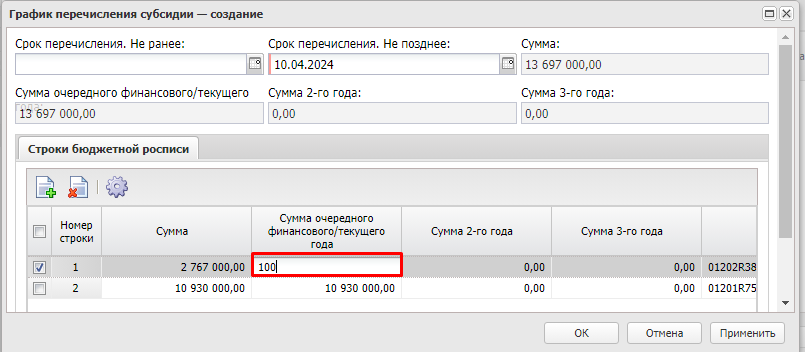 График перечисления субсидии — создание
Срок перечисления. Не ранее:
Срок перечисления. Не позднее:
Сумма:
10.04.2024
13 697 000,00
Сумма очередного финансового/текущего
года:
Сумма 2-го года:
Сумма 3-го года:
13 697 000,00
0,00
0,00
Строки бюджетной росписи
Номер
строки
Сумма
Сумма очередного
финансового/текущего
года
Сумма 2-го года
Сумма 3-го года
1
2 767 000,00
100
0,00
0,00
01202R38
2
10 930 000,00
10 930 000,00
0,00
0,00
01201R75
ОК
Отмена
Применить